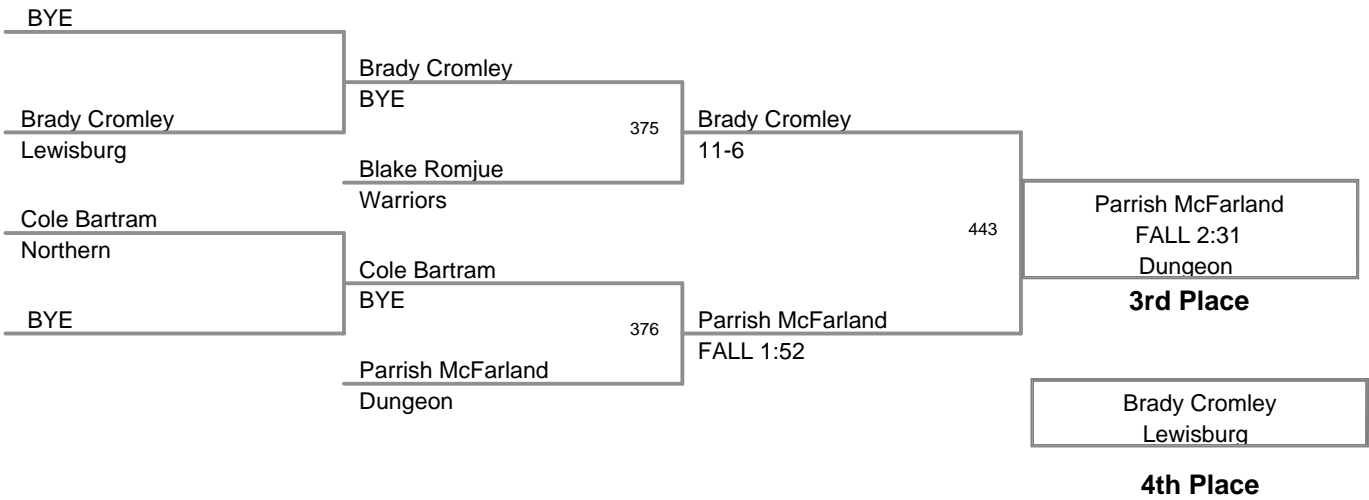 BYE
Brady Cromley
Lewisburg
Cole Bartram
Northern
BYE
Brady Cromley
BYE
375
Blake Romjue
Warriors
Cole Bartram
BYE
376
Parrish McFarland
Dungeon
Brady Cromley
11-6
443
Parrish McFarland
FALL 1:52
Parrish McFarland
FALL 2:31
Dungeon
3rd Place
Brady Cromley
Lewisburg
4th Place